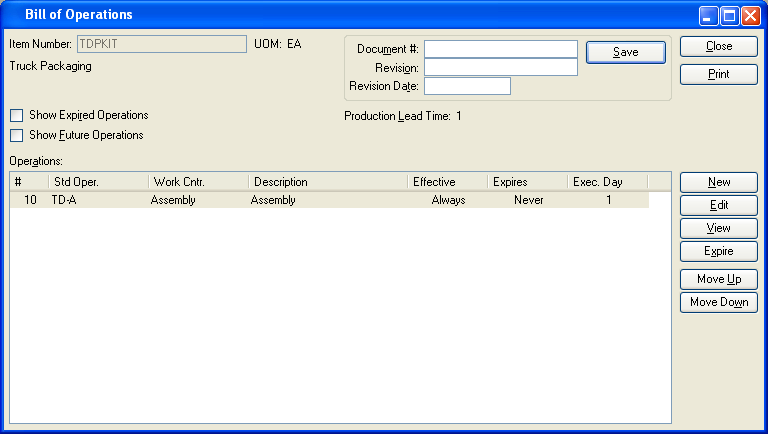 Bill of Operations
Item Number: TDPKIT UOM: EA
Truck Packaging
Document #:
Revision:
Revision Date:
Save
Close
Print
Show Expired Operations
Show Future Operations
Production Lead Time: 1
Operations:
# Std Oper. Work Cntr. Description Effective Expires Exec. Day
10 TD-A Assembly Assembly Always Never 1
New
Edit
View
Expire
Move Up
Move Down